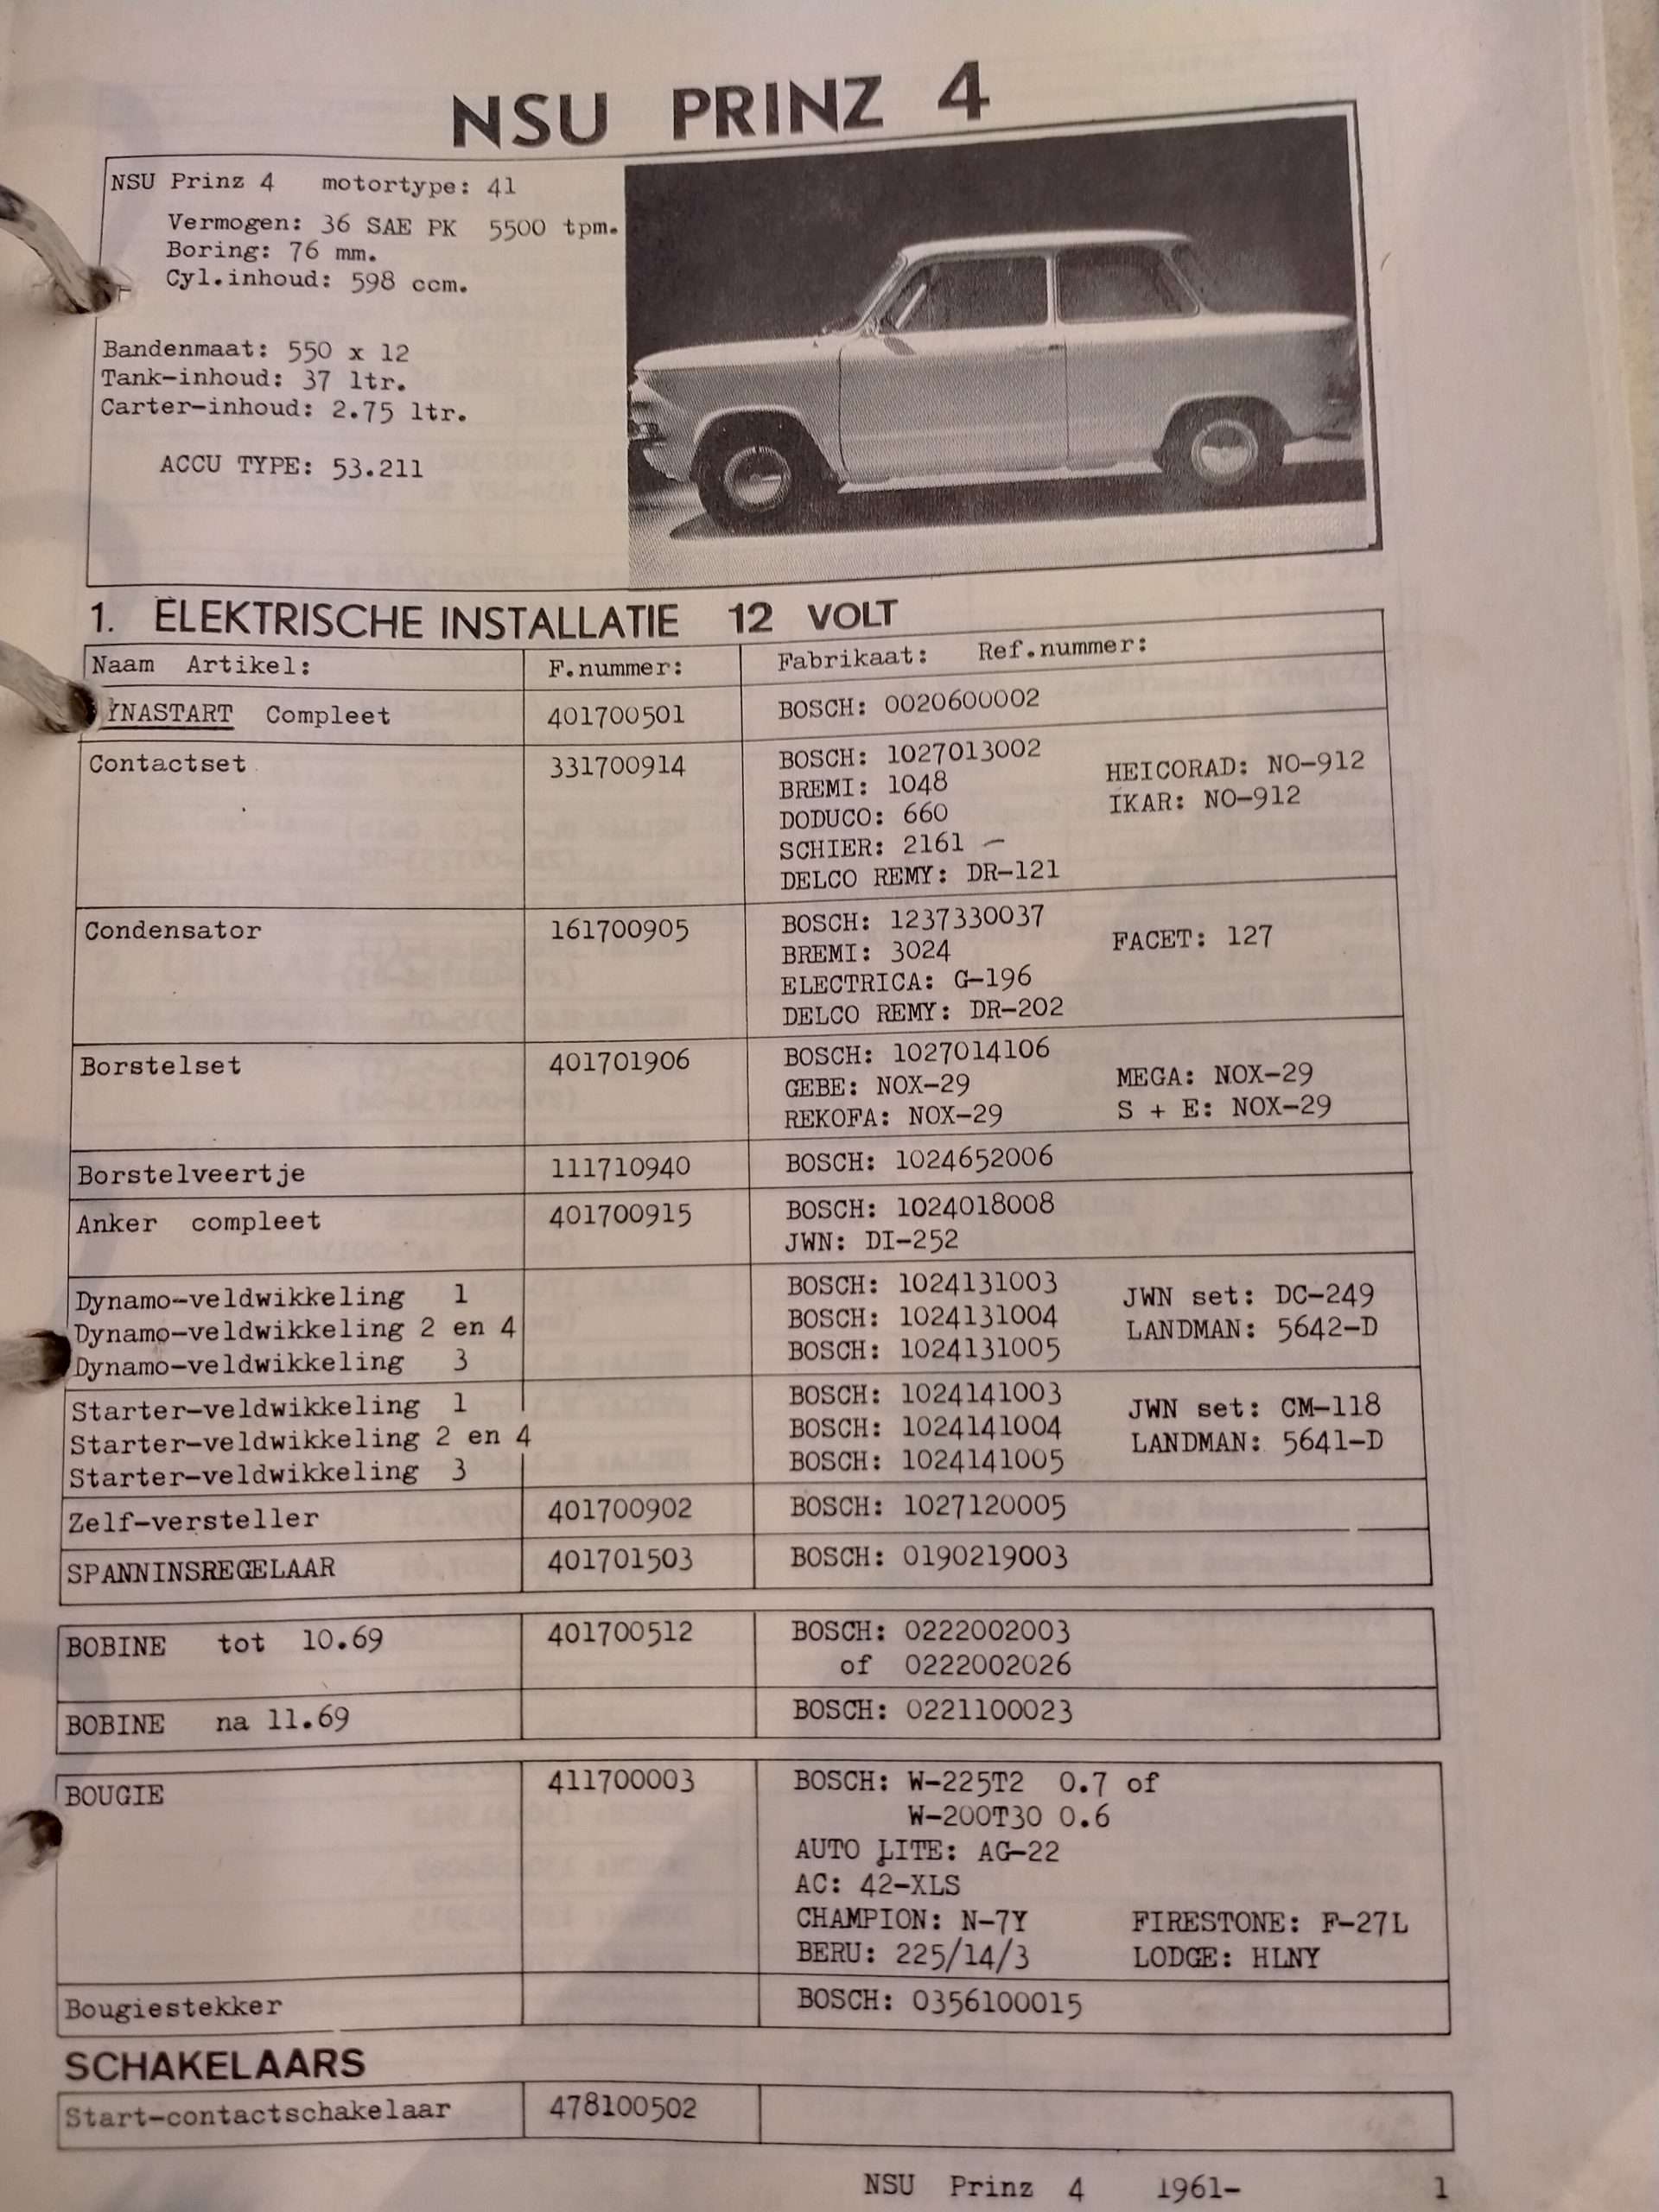 NSU PRINZ 4
NSU Prinz 4 motortype: 41
Vermogen: 36 SAE PK 5500 tpm.
Boring: 76 mm.
Cyl.inhoud: 598 ccm.
Bandenmaat: 550 x 12
Tank-inhoud: 37 ltr.
Carter-inhoud: 2.75 ltr.
ACCU TYPE: 53.211
1. ELEKTRISCHE INSTALLATIE 12 VOLT
Naam Artikel: F.nummer: Fabrikaat: Ref.nummer:
YNASTART Compleet 401700501 BOSCH: 0020600002
Contactset 331700914 BOSCH: 1027013002 HEICORAD: NO-912
BREMI: 1048 IKAR: NO-912
DODUCO: 660
SCHIER: 2161 -
DELCO REMY: DR-121
Condensator 161700905 BOSCH: 1237330037 FACET: 127
BREMI: 3024
ELECTRICA: G-196
DELCO REMY: DR-202
Borstelset 401701906 BOSCH: 1027014106 MEGA: NOX-29
GEBE: NOX-29 S + E: NOX-29
REKOFA: NOX-29
Borstelveertje 111710940 BOSCH: 1024652006
Anker compleet 401700915 BOSCH: 1024018008
JWN: DI-252
Dynamo-veldwikkeling 1 BOSCH: 1024131003 JWN set: DC-249
Dynamo-veldwikkeling 2 en 4 BOSCH: 1024131004 LANDMAN: 5642-D
Dynamo-veldwikkeling 3 BOSCH: 1024131005
Starter-veldwikkeling 1 BOSCH: 1024141003 JWN set: CM-118
Starter-veldwikkeling 2 en 4 BOSCH: 1024141004 LANDMAN: 5641-D
Starter-veldwikkeling 3 BOSCH: 1024141005
Zelf-versteller 401700902 BOSCH: 1027120005
SPANNINSREGELAAR 401701503 BOSCH: 0190219003
BOBINE tot 10.69 401700512 BOSCH: 0222002003
of 0222002026
BOBINE na 11.69 BOSCH: 0221100023
BOUGIE 411700003 BOSCH: W-225T2 0.7 of
W-200T30 0.6
AUTO LITE: AG-22
AC: 42-XLS
CHAMPION: N-7Y FIRESTONE: F-27L
BERU: 225/14/3 LODGE: HLNY
Bougiestekker BOSCH: 0356100015
SCHAKELAARS
Start-contactschakelaar 478100502
NSU Prinz 4 1961- 1